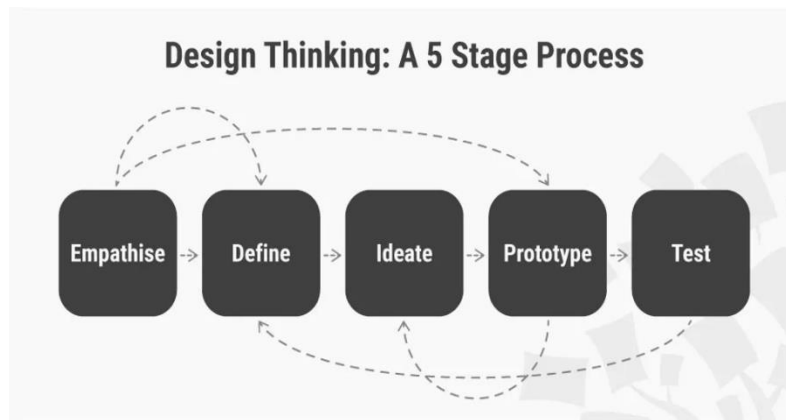 Design Thinking: A 5 Stage Process
Empathise
Define
Ideate
Prototype
Test